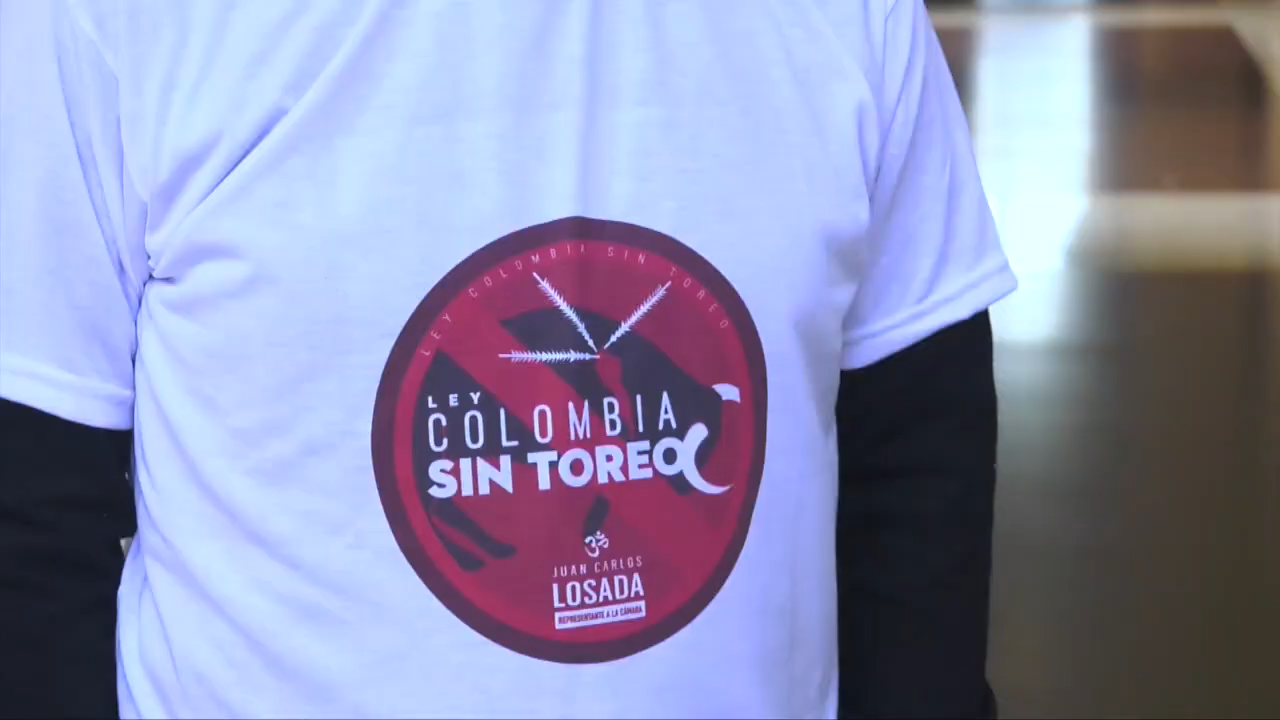 LEY COLOMBIA SIN TOREO
LEY
COLOMBIA
SIN TOREO
ॐ
JUAN CARLOS
LOSADA
REPRESENTANTE A LA CÁMARA